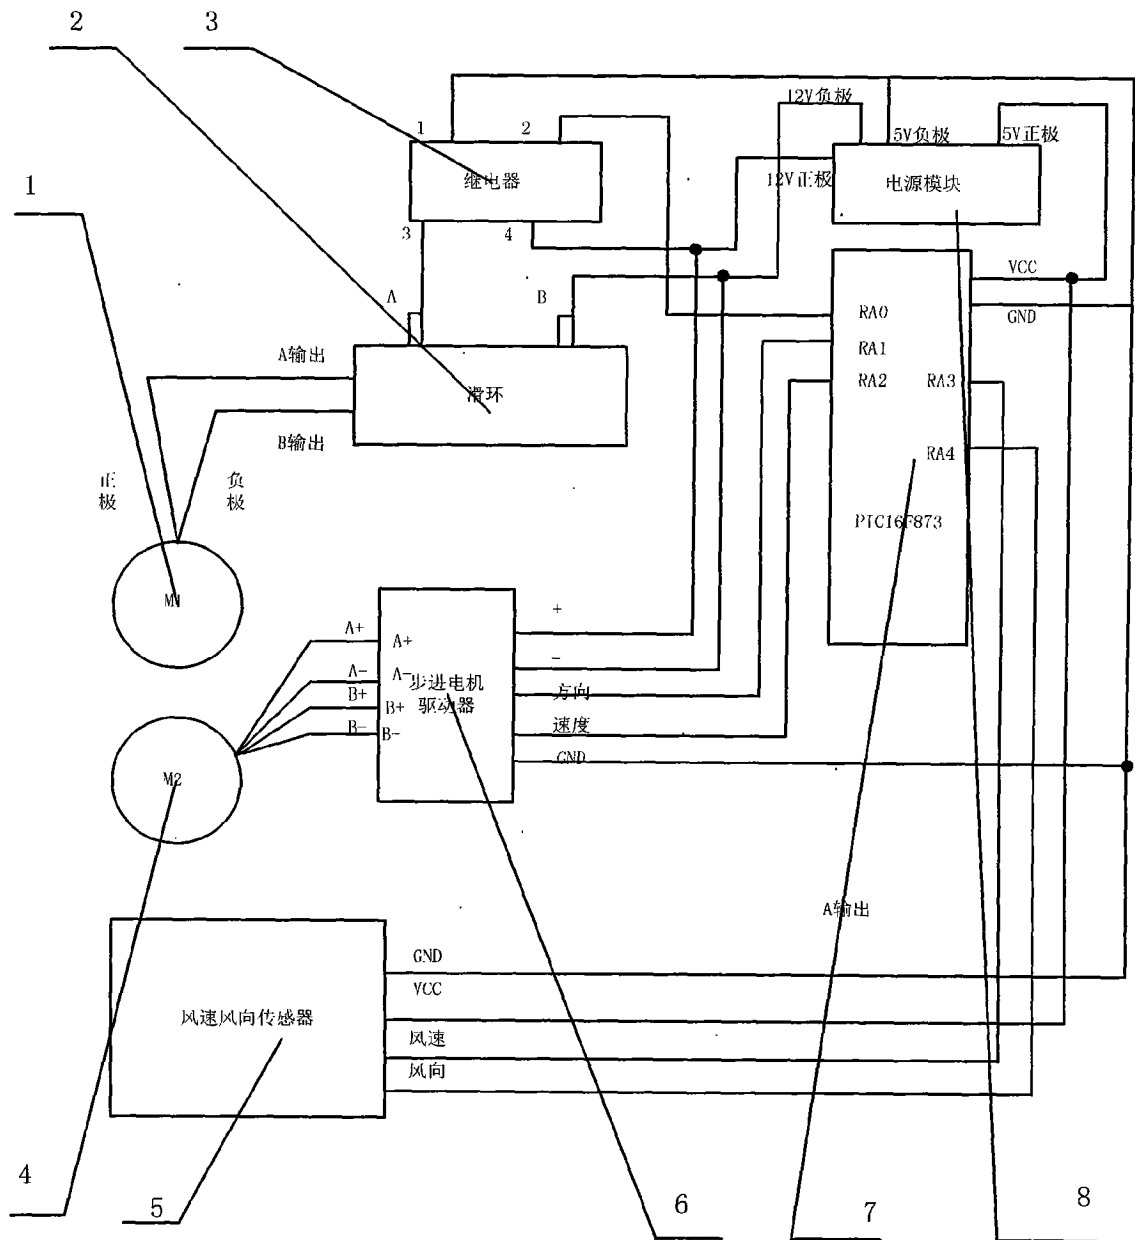 2
3
12V负极
1
2
5V负极
5V正极
继电器
12V正极
电源模块
1
3
4
VCC
A
B
RA0
GND
A输出
RA1
滑环
RA2
RA3
B输出
RA4
正极
负极
PIC16F873
M1
+
A+
A+
-
A-
A-
步进电机
驱动器
方向
B+
B+
速度
B-
B-
GND
M2
A输出
GND
VCC
风速风向传感器
风速
风向
4
5
6
7
8